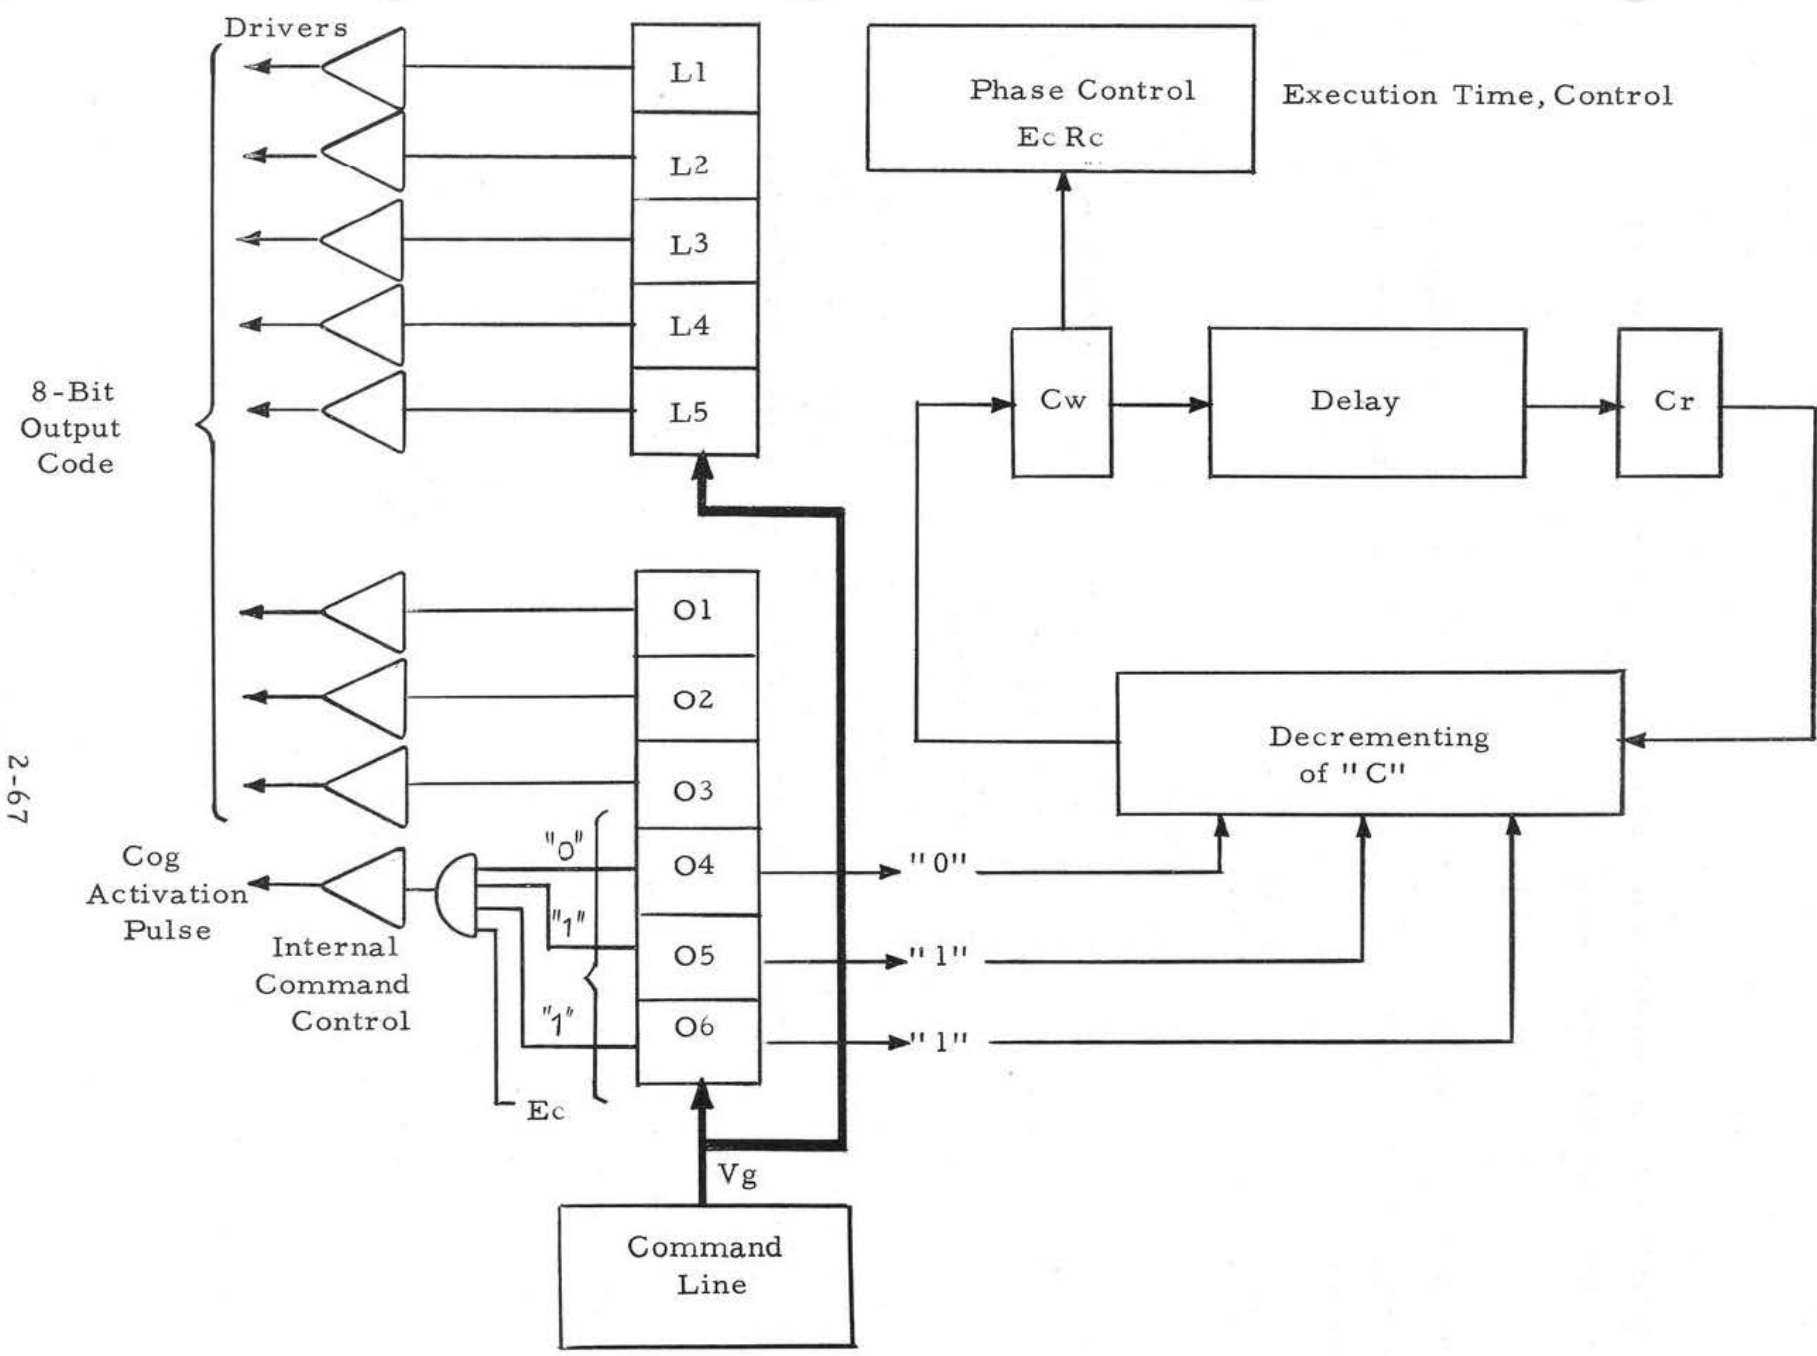 Drivers
L1
L2
L3
L4
L5
8-Bit
Output
Code
Phase Control
Ec Rc
Execution Time, Control
Cw
Delay
Cr
Decrementing
of "C"
O1
O2
O3
O4
O5
O6
"0"
"1"
"1"
"0"
"1"
"1"
Cog
Activation
Pulse
Internal
Command
Control
Ec
Vg
Command
Line
2-67